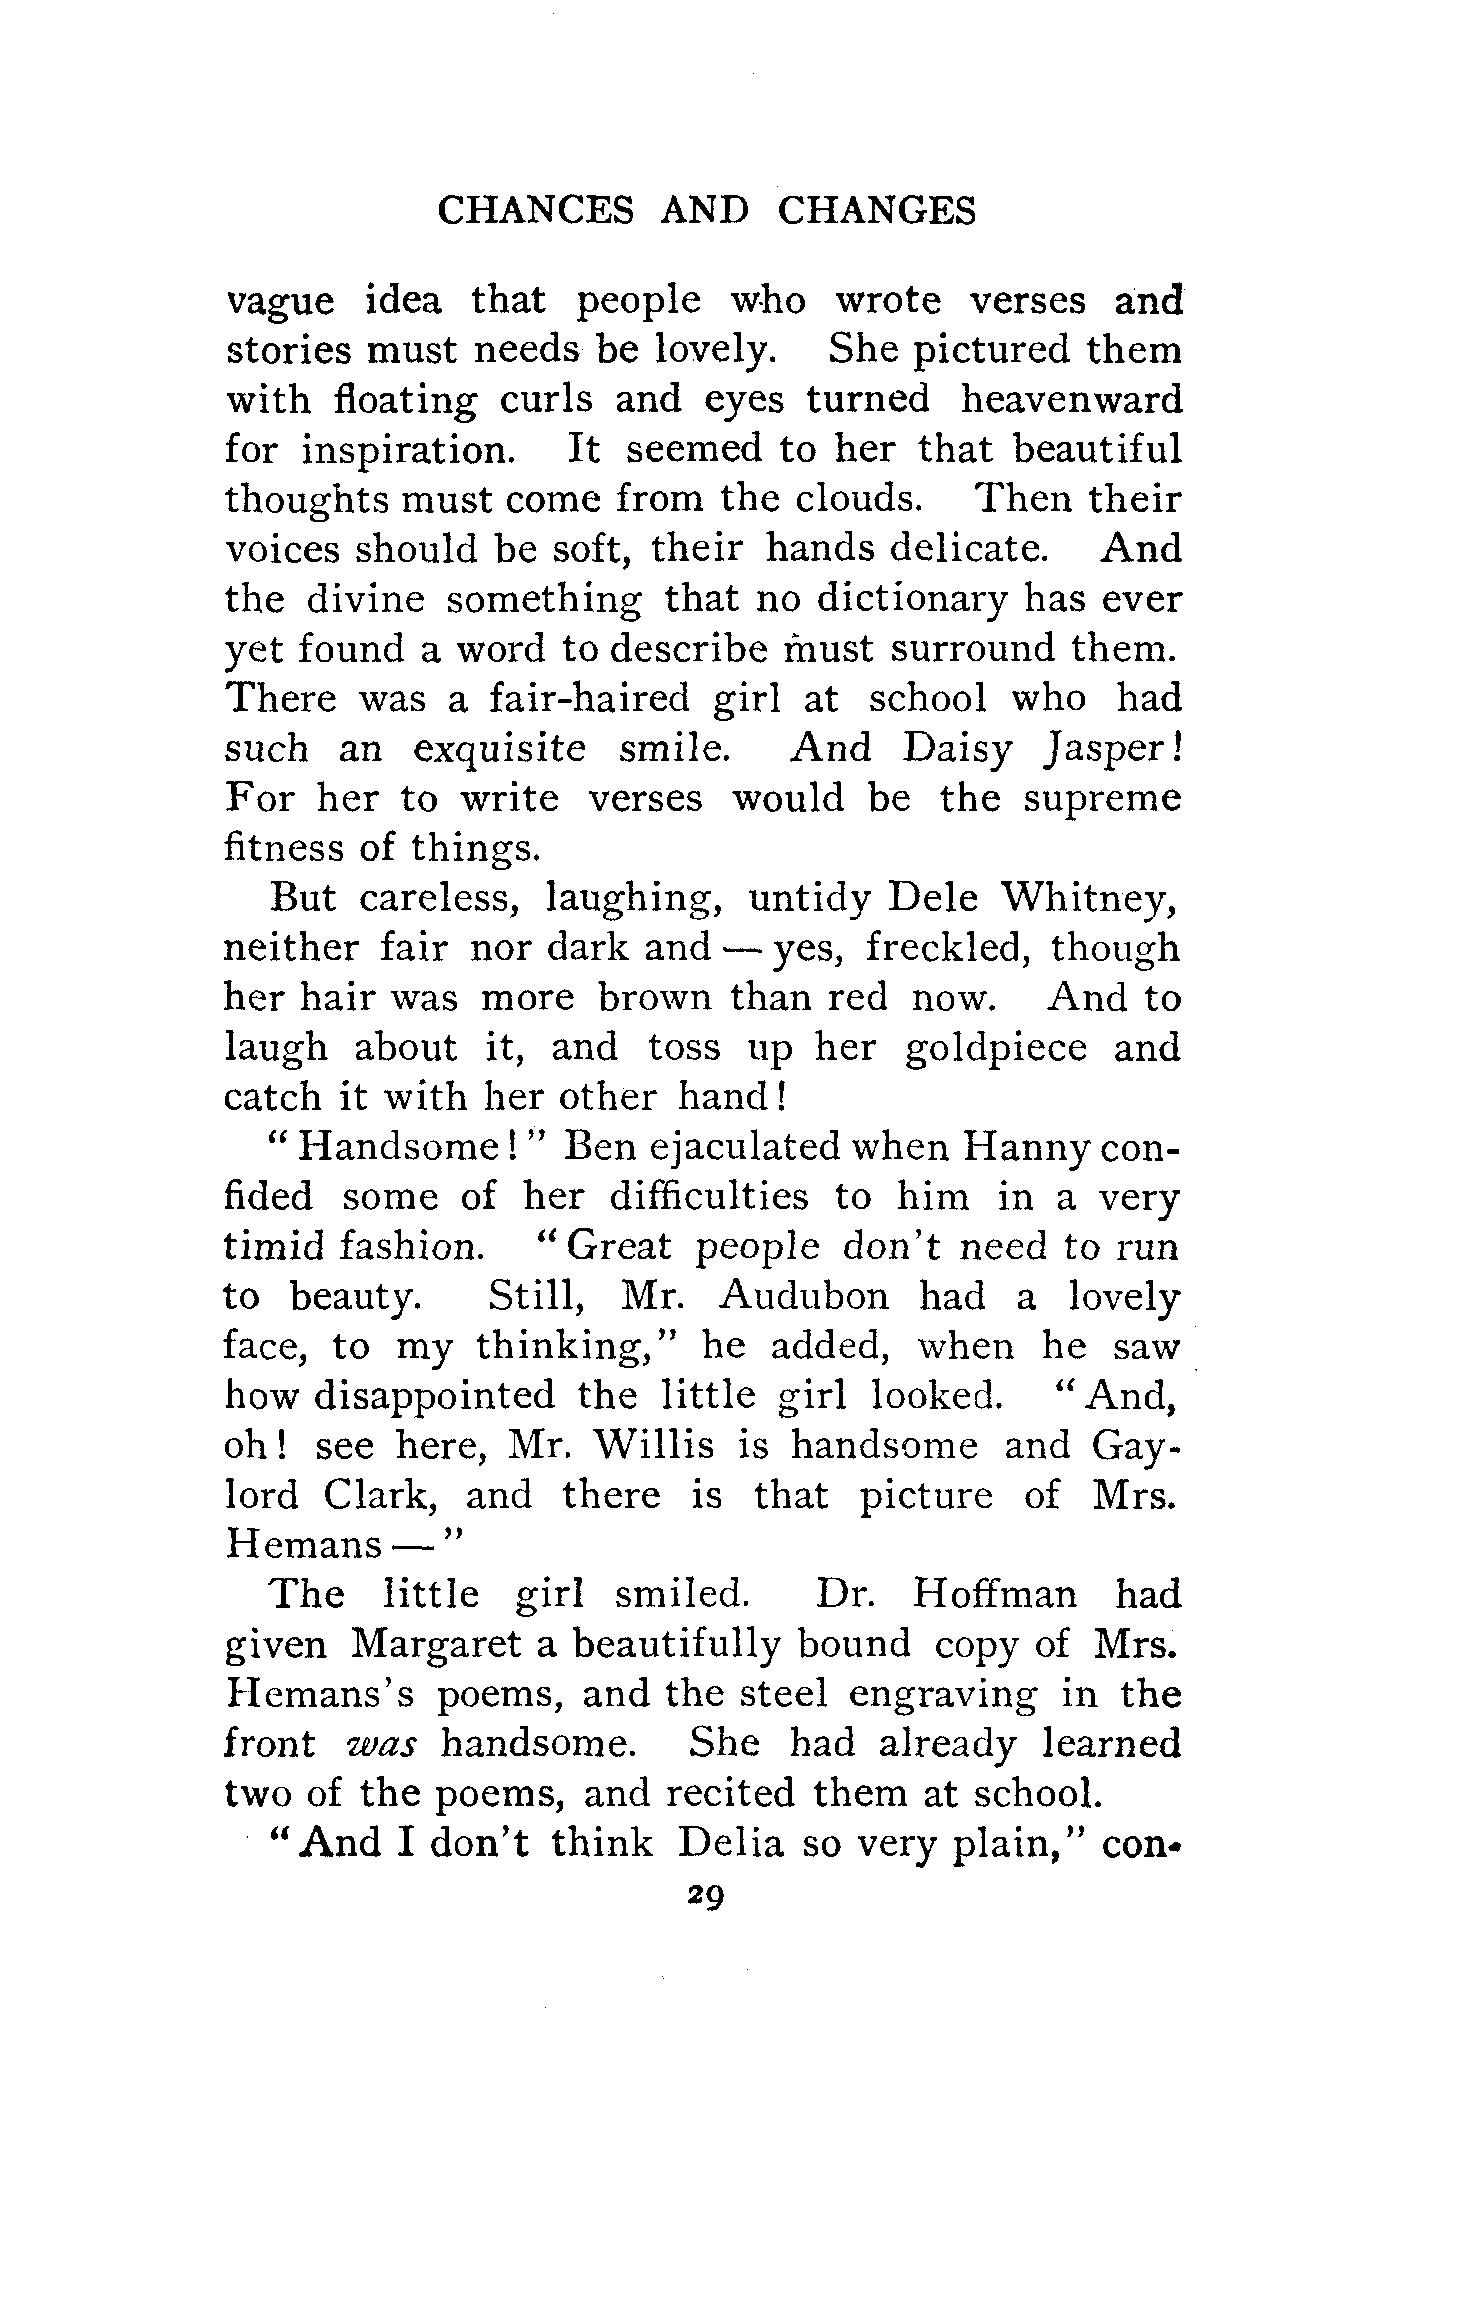 CHANCES AND CHANGES
vague idea that people who wrote verses and
stories must needs be lovely. She pictured them
with floating curls and eyes turned heavenward
for inspiration. It seemed to her that beautiful
thoughts must come from the clouds. Then their
voices should be soft, their hands delicate. And
the divine something that no dictionary has ever
yet found a word to describe must surround them.
There was a fair-haired girl at school who had
such an exquisite smile. And Daisy Jasper!
For her to write verses would be the supreme
fitness of things.
But careless, laughing, untidy Dele Whitney,
neither fair nor dark and — yes, freckled, though
her hair was more brown than red now. And to
laugh about it, and toss up her goldpiece and
catch it with her other hand!
"Handsome!" Ben ejaculated when Hanny con-
fided some of her difficulties to him in a very
timid fashion. "Great people don't need to run
to beauty. Still, Mr. Audubon had a lovely
face, to my thinking," he added, when he saw
how disappointed the little girl looked. "And,
oh! see here, Mr. Willis is handsome and Gay-
lord Clark, and there is that picture of Mrs.
Hemans — "
The little girl smiled. Dr. Hoffman had
given Margaret a beautifully bound copy of Mrs.
Hemans's poems, and the steel engraving in the
front was handsome. She had already learned
two of the poems, and recited them at school.
"And I don't think Delia so very plain," con-
29